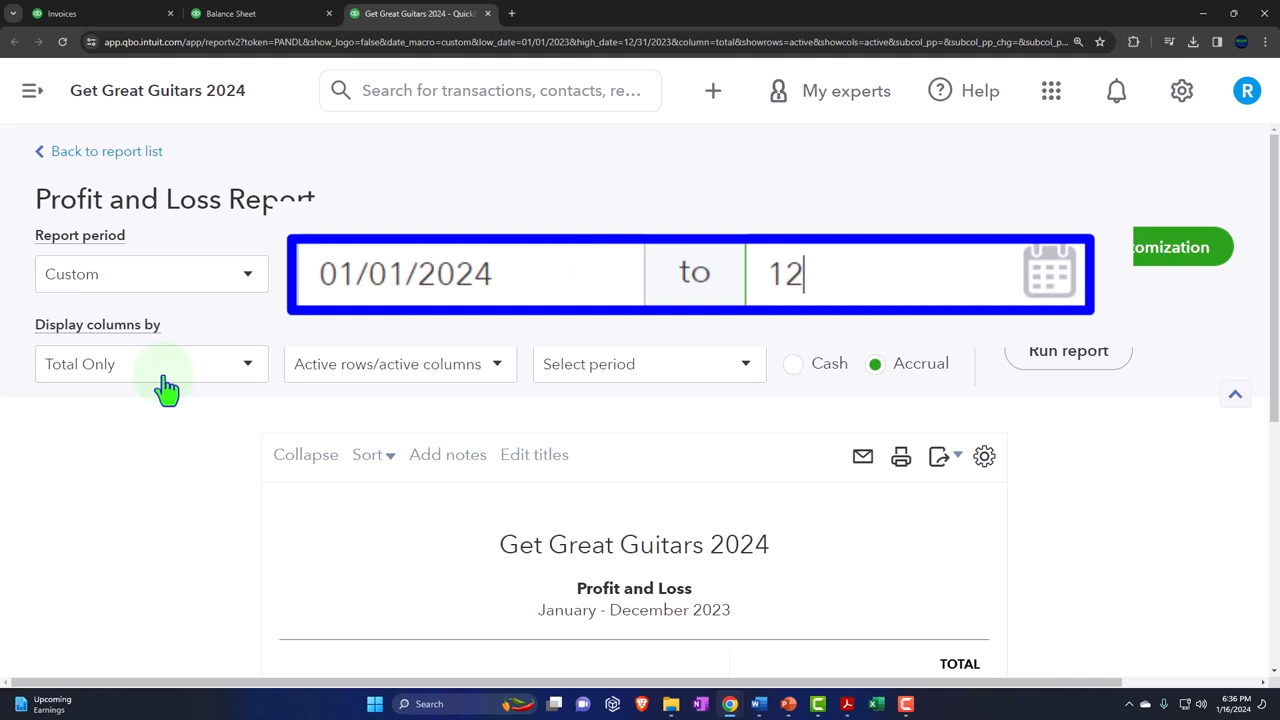 Invoices
Balance Sheet
Get Great Guitars 2024 - Quick
app.qbo.intuit.com/app/reportv2?token=PANDL&show_logo=false&date_macro=custom&low_date=01/01/2023&high_date=12/31/2023&column=total&showrows=active&showcols=active&subcol_pp=&subcol_pp_chg=&subcol_p...
Get Great Guitars 2024
Search for transactions, contacts, re...
My experts
Help
R
Back to report list
Profit and Loss Report
Report period
Custom
01/01/2024 to 12
tomization
Display columns by
Total Only
Active rows/active columns
Select period
Cash
Accrual
Run report
Collapse
Sort
Add notes
Edit titles
Get Great Guitars 2024
Profit and Loss
January - December 2023
TOTAL
Upcoming
Earnings
Search
6:36 PM
1/16/2024